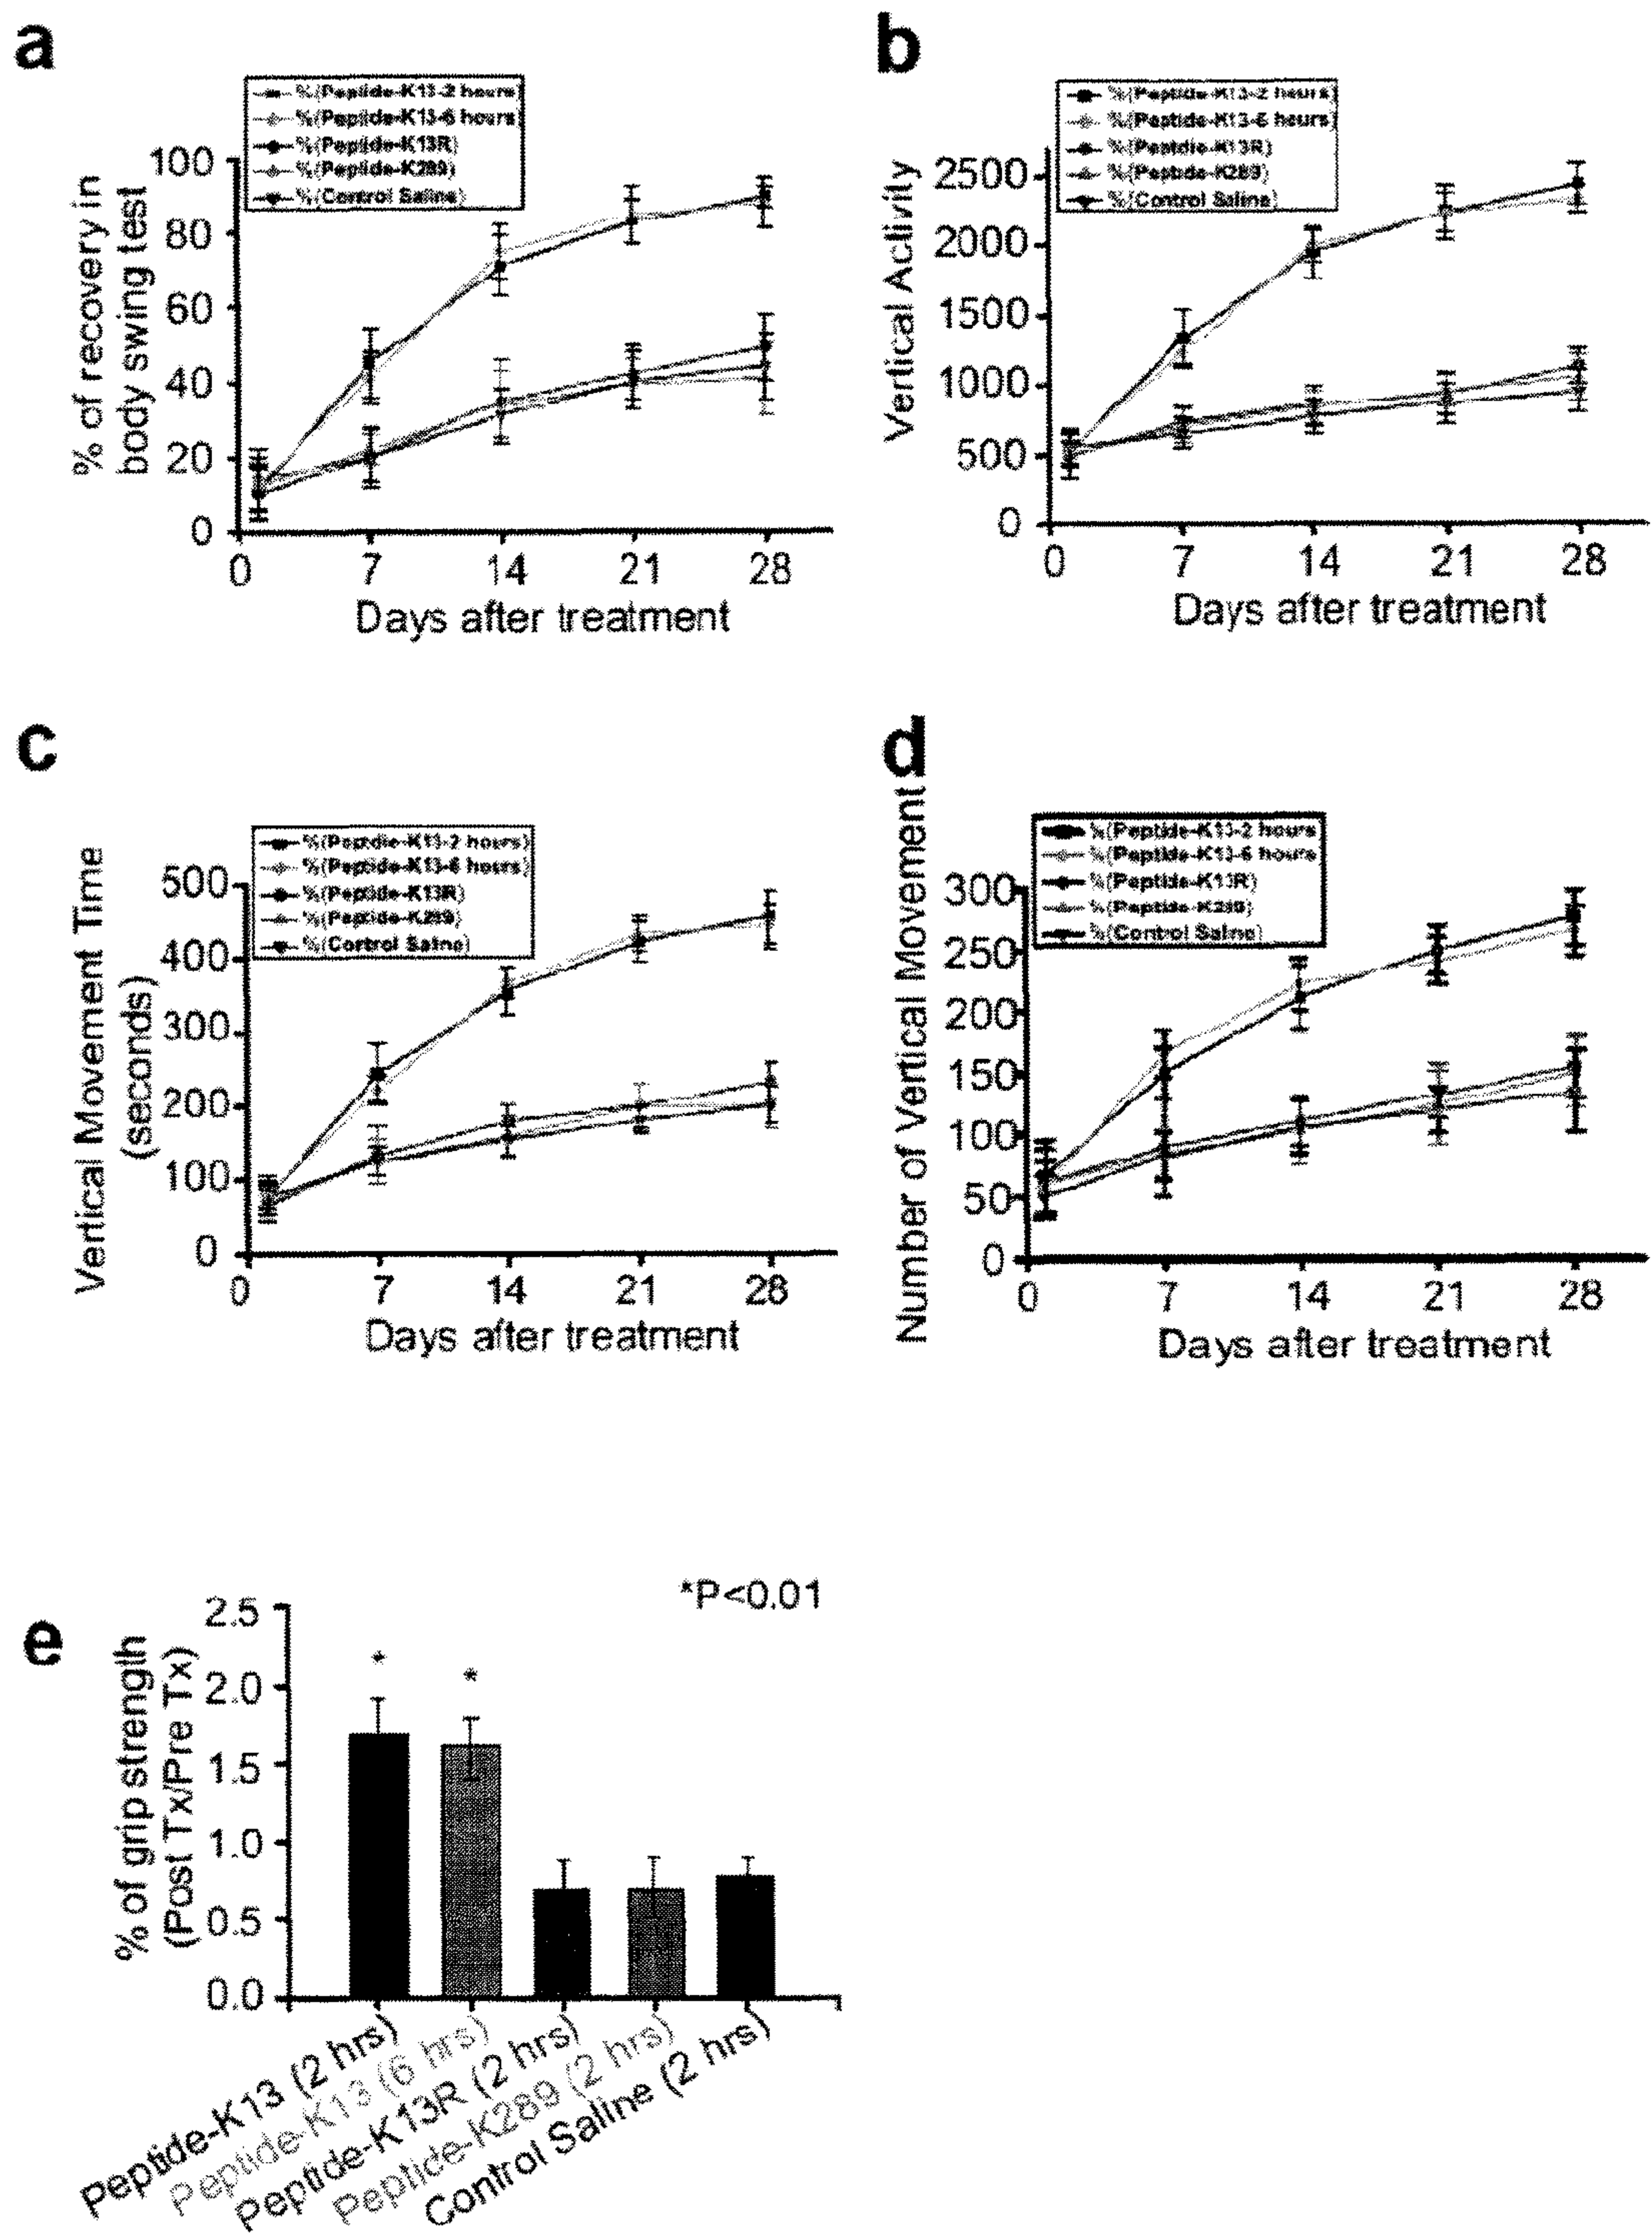 a
%(Peptide-K13-2 hours)
%(Peptide-K13-6 hours)
%(Peptide-K13R)
%(Peptide-K289)
%(Control Saline)
% of recovery in
body swing test
100
80
60
40
20
0
0 7 14 21 28
Days after treatment
b
%(Peptide-K13-2 hours)
%(Peptide-K13-6 hours)
%(Peptide-K13R)
%(Peptide-K289)
%(Control Saline)
Vertical Activity
2500
2000
1500
1000
500
0
0 7 14 21 28
Days after treatment
c
%(Peptide-K13-2 hours)
%(Peptide-K13-6 hours)
%(Peptide-K13R)
%(Peptide-K289)
%(Control Saline)
Vertical Movement Time
(seconds)
500
400
300
200
100
0
0 7 14 21 28
Days after treatment
d
%(Peptide-K13-2 hours
%(Peptide-K13-6 hours
%(Peptide-K13R)
%(Peptide-K289)
%(Control Saline)
Number of Vertical Movement
300
250
200
150
100
50
0
0 7 14 21 28
Days after treatment
e
*P<0.01
% of grip strength
(Post Tx/Pre Tx)
2.5
2.0
1.5
1.0
0.5
0.0
* *
Peptide-K13 (2 hrs)
Peptide-K13 (6 hrs)
Peptide-K13R (2 hrs)
Peptide-K289 (2 hrs)
Control Saline (2 hrs)